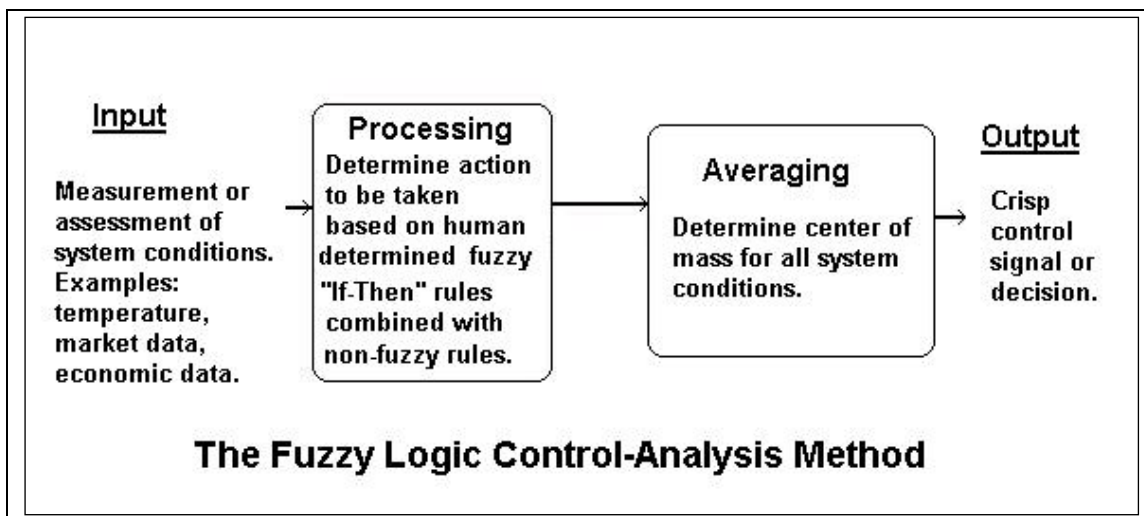 Input
Measurement or
assessment of
system conditions.
Examples:
temperature,
market data,
economic data.
Processing
Determine action
to be taken
based on human
determined fuzzy
"If-Then" rules
combined with
non-fuzzy rules.
Averaging
Determine center of
mass for all system
conditions.
Output
Crisp
control
signal or
decision.
The Fuzzy Logic Control-Analysis Method